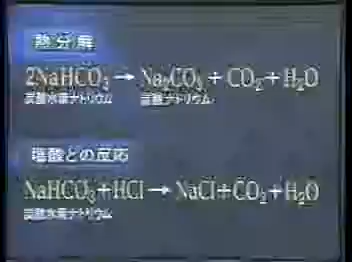 熱分解
2NaHCO₃ → Na₂CO₃ + CO₂ + H₂O
炭酸水素ナトリウム 炭酸ナトリウム
塩酸との反応
NaHCO₃ + HCl → NaCl + CO₂ + H₂O
炭酸水素ナトリウム